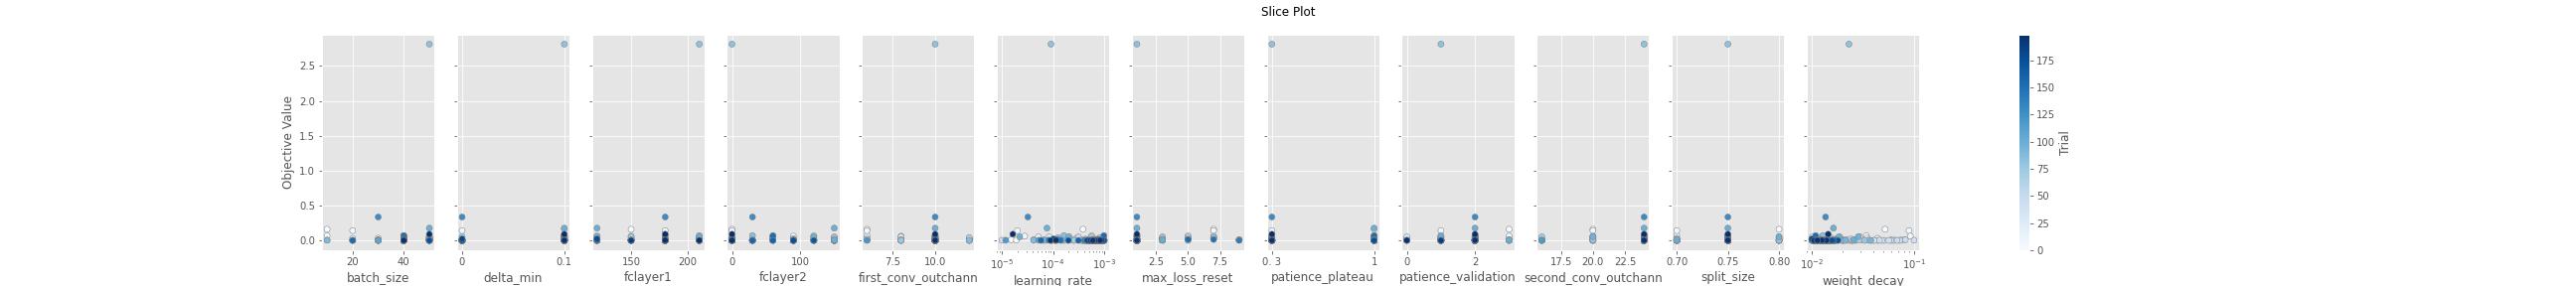 Slice Plot
Objective Value
2.5
2.0
1.5
1.0
0.5
0.0
20 40
batch_size
0 0.1
delta_min
150 200
fclayer1
0 100
fclayer2
7.5 10.0
first_conv_outchann
10⁻⁵ 10⁻⁴ 10⁻³
learning_rate
2.5 5.0 7.5
max_loss_reset
0. 3 1
patience_plateau
0 2
patience_validation
17.5 20.0 22.5
second_conv_outchann
0.70 0.75 0.80
split_size
10⁻² 10⁻¹
weight_decay
175
150
125
100
75
50
25
0
Trial